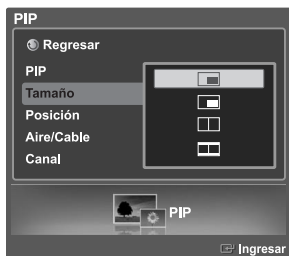 PIP
Regresar
PIP
Tamaño
Posición
Aire/Cable
Canal
PIP
Ingresar